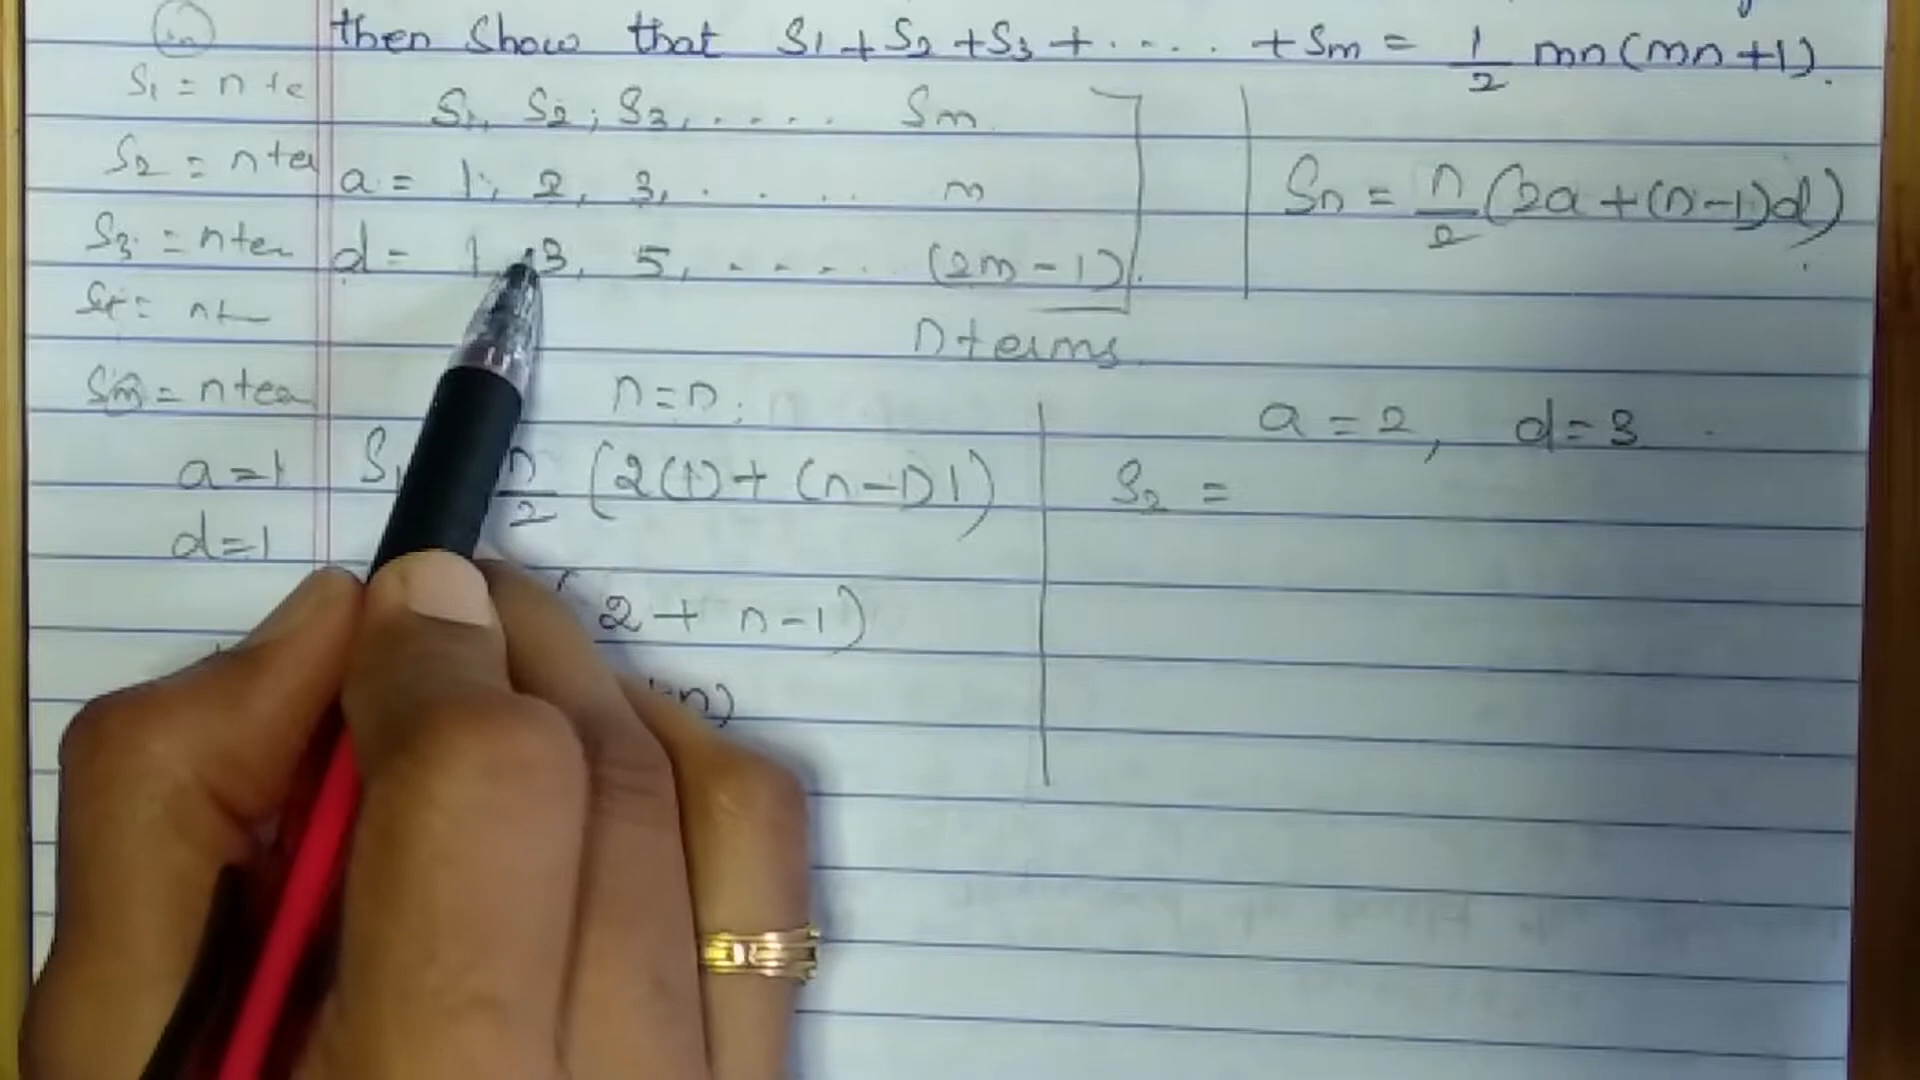 then show that S1 + S2 + S3 + .... + Sm = 1/2 mn(mn+1).
S1, S2, S3, .... Sm
a = 1, 2, 3, . . . m
d = 1, 3, 5, .... (2m-1)
n terms
Sn = n/2 (2a+(n-1)d)
S1 = n te
S2 = n te
S3 = n ter
Sm = n ter
a=1
d=1
n=n;
S1 n/2 (2(1)+(n-1)1)
( 2 + n-1)
n)
a=2, d=3
S2 =